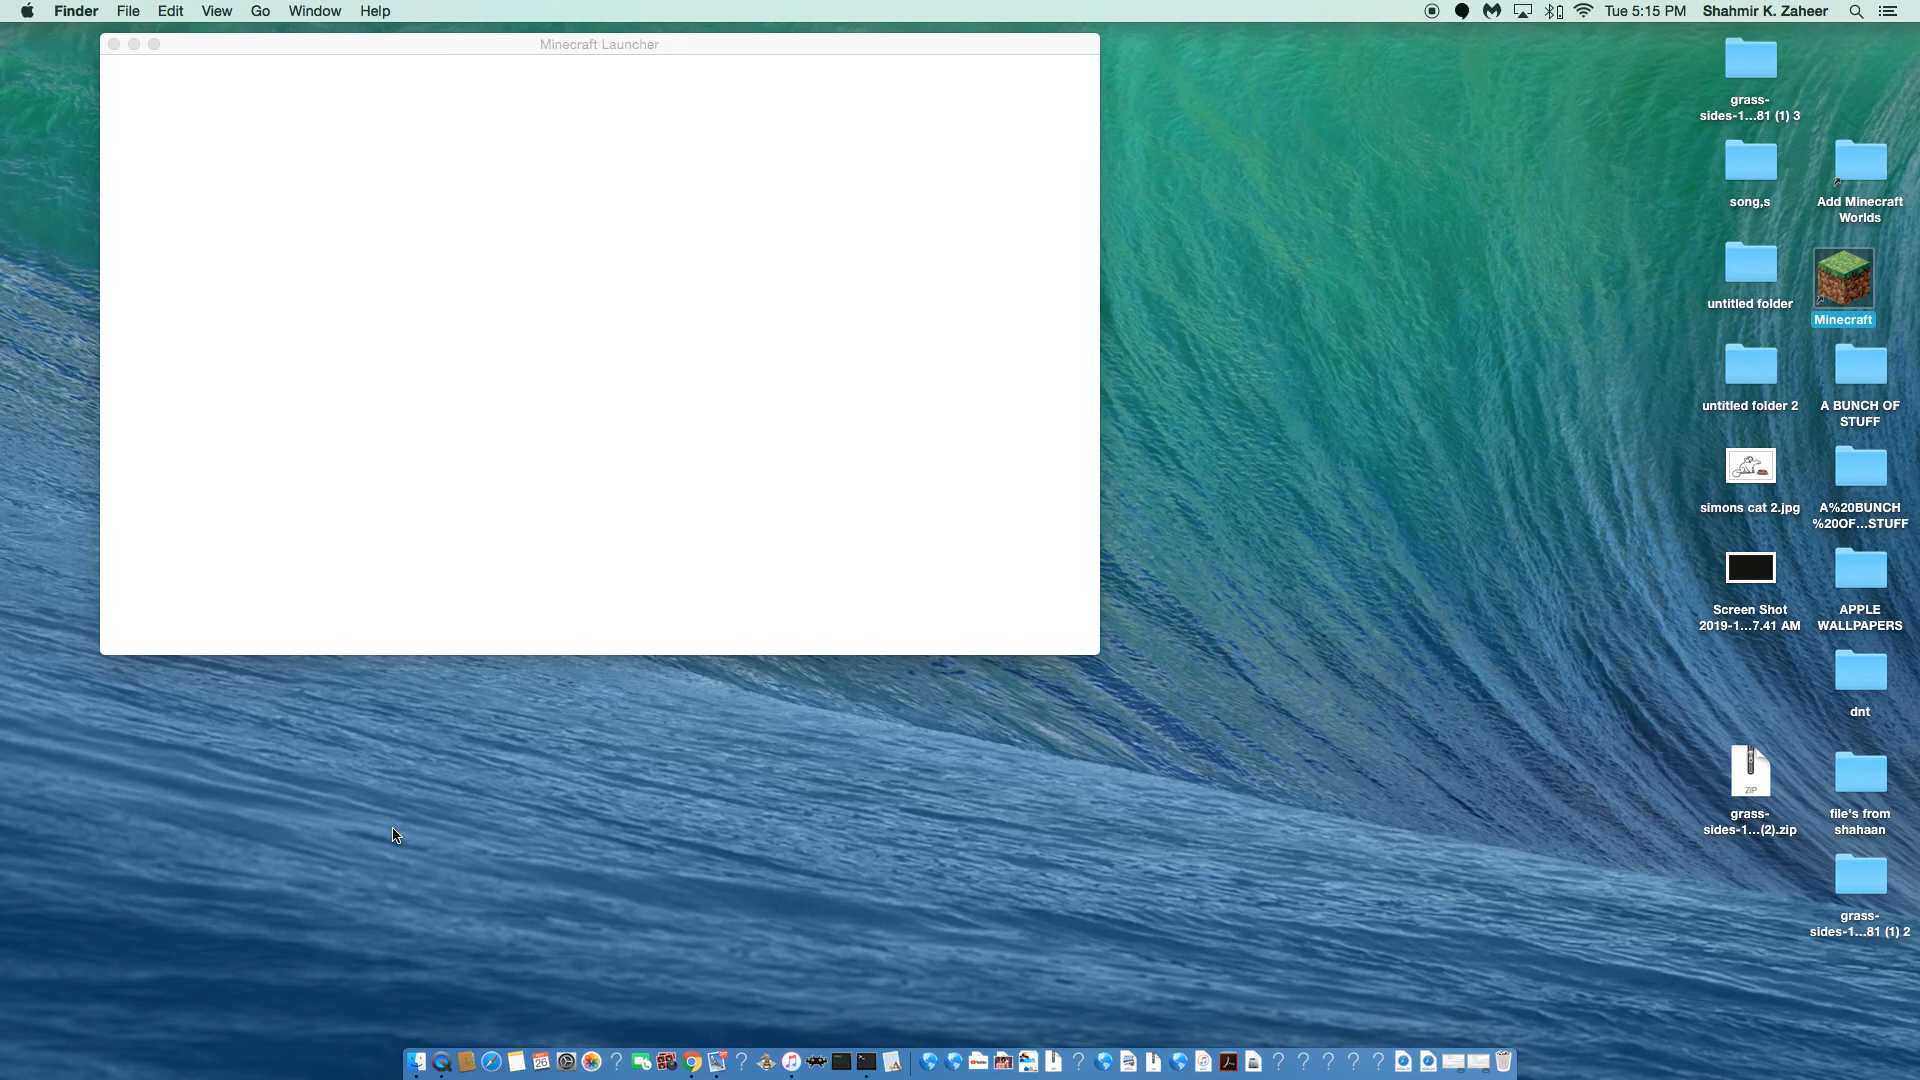 Finder File Edit View Go Window Help
Tue 5:15 PM Shahmir K. Zaheer
Minecraft Launcher
grass-
sides-1...81 (1) 3
song,s
Add Minecraft
Worlds
untitled folder
Minecraft
untitled folder 2
A BUNCH OF
STUFF
simons cat 2.jpg
A%20BUNCH
%20OF...STUFF
Screen Shot
2019-1...7.41 AM
APPLE
WALLPAPERS
dnt
ZIP
grass-
sides-1...(2).zip
file's from
shahaan
grass-
sides-1...81 (1) 2
26